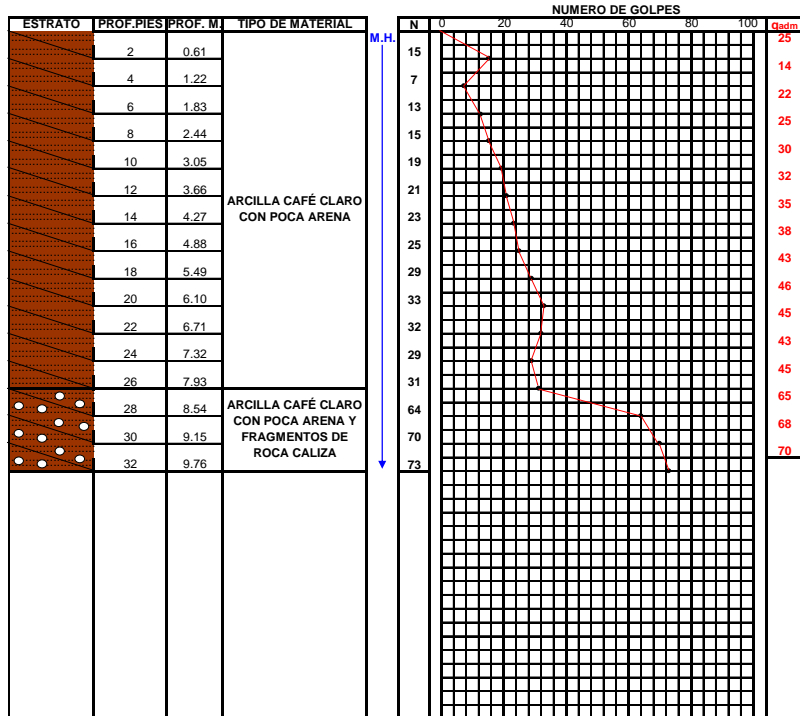 NUMERO DE GOLPES
ESTRATO PROF.PIES PROF. M. TIPO DE MATERIAL M.H. N 0 20 40 60 80 100 qadm
25
2 0.61 15
14
4 1.22 7
22
6 1.83 13
25
8 2.44 15
30
10 3.05 19
32
12 3.66 21
ARCILLA CAFÉ CLARO
CON POCA ARENA
35
14 4.27 23
38
16 4.88 25
43
18 5.49 29
46
20 6.10 33
45
22 6.71 32
43
24 7.32 29
45
26 7.93 31
65
28 8.54 64
ARCILLA CAFÉ CLARO
CON POCA ARENA Y
FRAGMENTOS DE
ROCA CALIZA
68
30 9.15 70
70
32 9.76 73